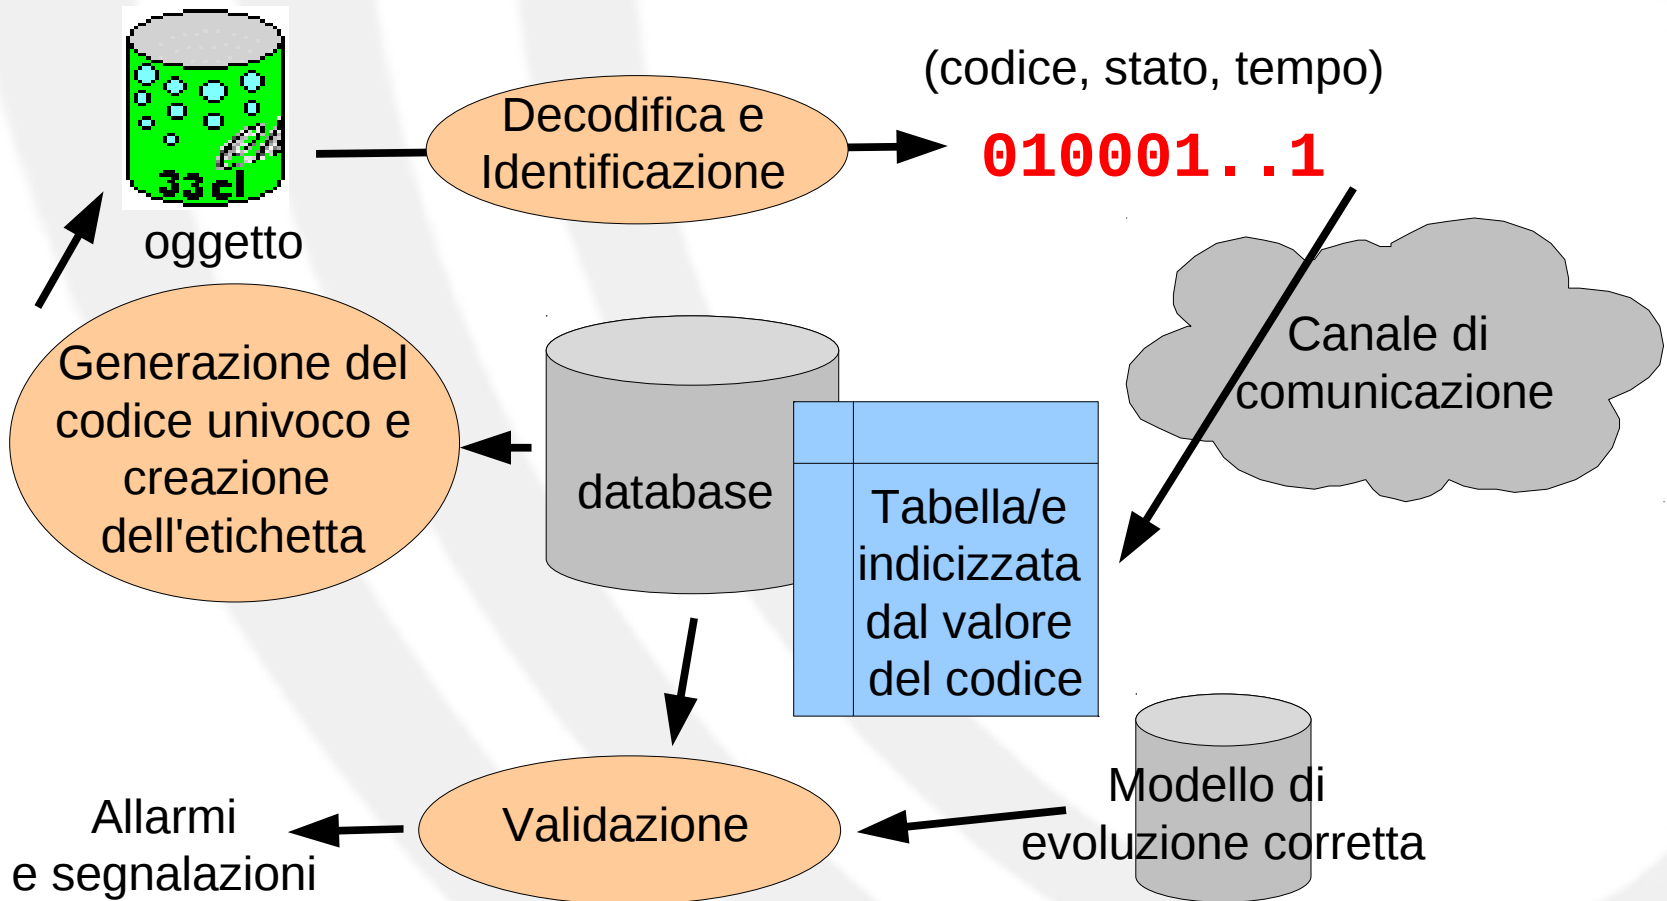 (codice, stato, tempo)
Decodifica e
Identificazione
010001..1
33 cl
oggetto
Generazione del
codice univoco e
creazione
dell'etichetta
database
Tabella/e
indicizzata
dal valore
del codice
Canale di
comunicazione
Modello di
evoluzione corretta
Validazione
Allarmi
e segnalazioni